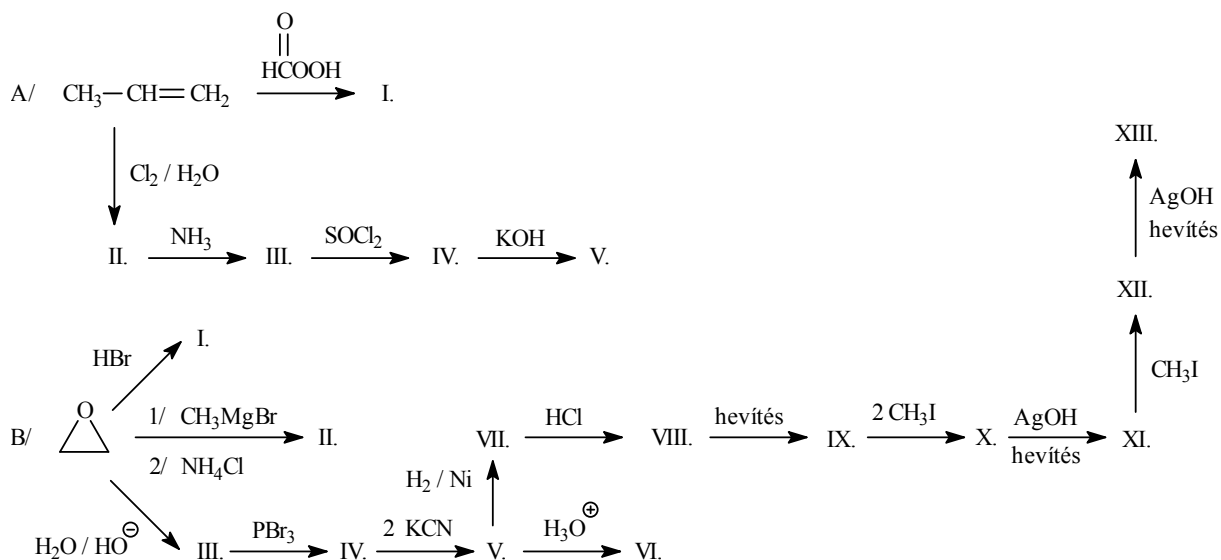 O
HCOOH
A/ CH₃—CH=CH₂ I.
XIII.
Cl₂ / H₂O
AgOH
hevítés
NH₃ SOCl₂ KOH
II. III. IV. V.
XII.
I.
HBr
CH₃I
O
1/ CH₃MgBr
HCl hevítés 2 CH₃I AgOH
B/ II. VII. VIII. IX. X. XI.
2/ NH₄Cl
hevítés
H₂ / Ni
H₂O / HO⊖ PBr₃ 2 KCN H₃O⊕
III. IV. V. VI.